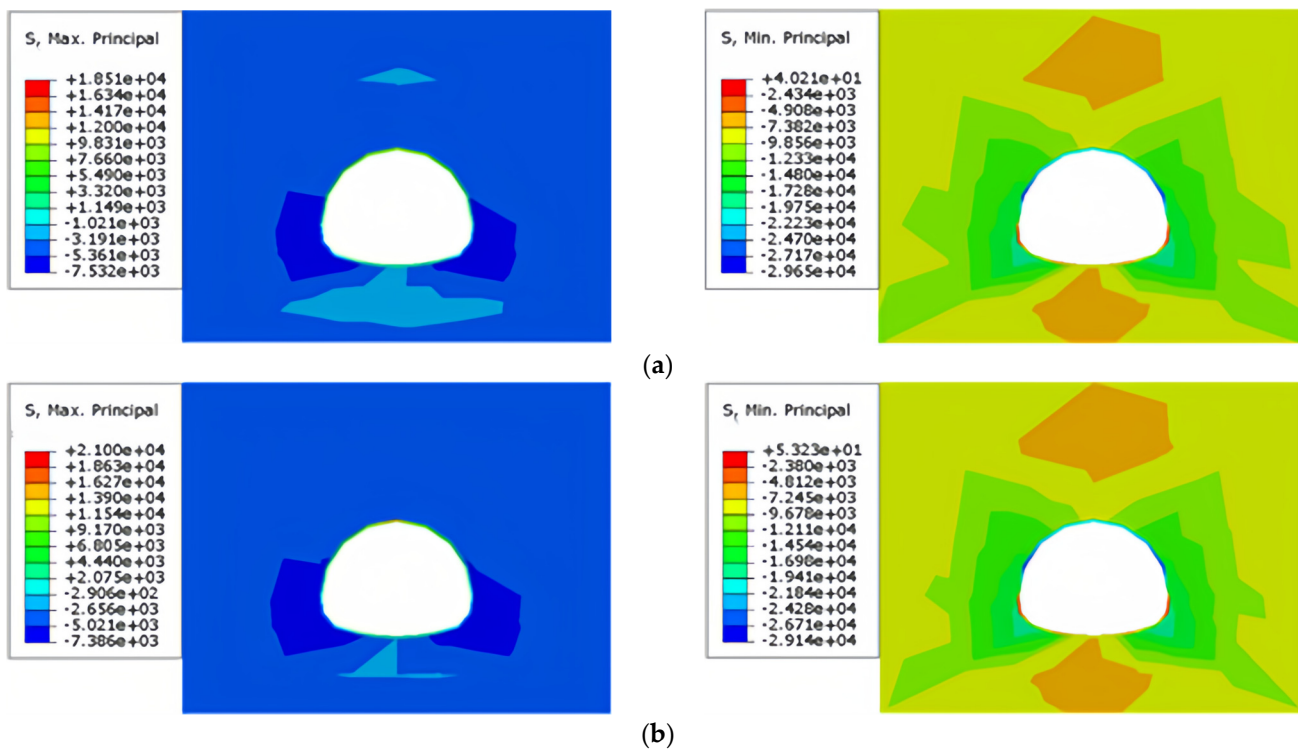 S, Max. Principal
+1.851e+04
+1.634e+04
+1.417e+04
+1.200e+04
+9.831e+03
+7.660e+03
+5.490e+03
+3.320e+03
+1.149e+03
-1.021e+03
-3.191e+03
-5.361e+03
-7.532e+03
S, Min. Principal
+4.021e+01
-2.434e+03
-4.908e+03
-7.382e+03
-9.856e+03
-1.233e+04
-1.480e+04
-1.728e+04
-1.975e+04
-2.223e+04
-2.470e+04
-2.717e+04
-2.965e+04
(a)
S, Max. Principal
+2.100e+04
+1.863e+04
+1.627e+04
+1.390e+04
+1.154e+04
+9.170e+03
+6.805e+03
+4.440e+03
+2.075e+03
-2.906e+02
-2.656e+03
-5.021e+03
-7.386e+03
S, Min. Principal
+5.323e+01
-2.380e+03
-4.812e+03
-7.245e+03
-9.678e+03
-1.211e+04
-1.454e+04
-1.698e+04
-1.941e+04
-2.184e+04
-2.428e+04
-2.671e+04
-2.914e+04
(b)